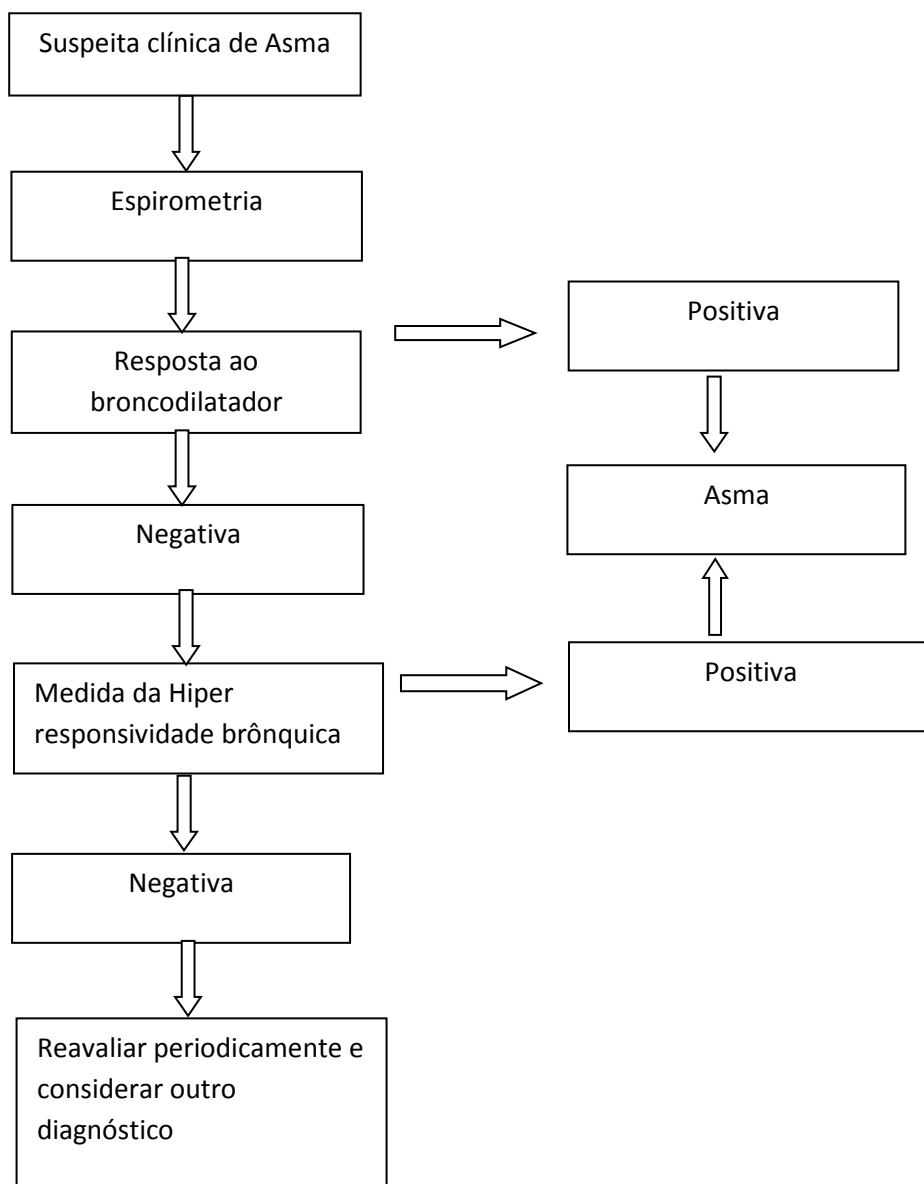 Suspeita clínica de Asma
Espirometria
Resposta ao
broncodilatador
Positiva
Asma
Negativa
Medida da Hiper
responsividade brônquica
Positiva
Negativa
Reavaliar periodicamente e
considerar outro
diagnóstico